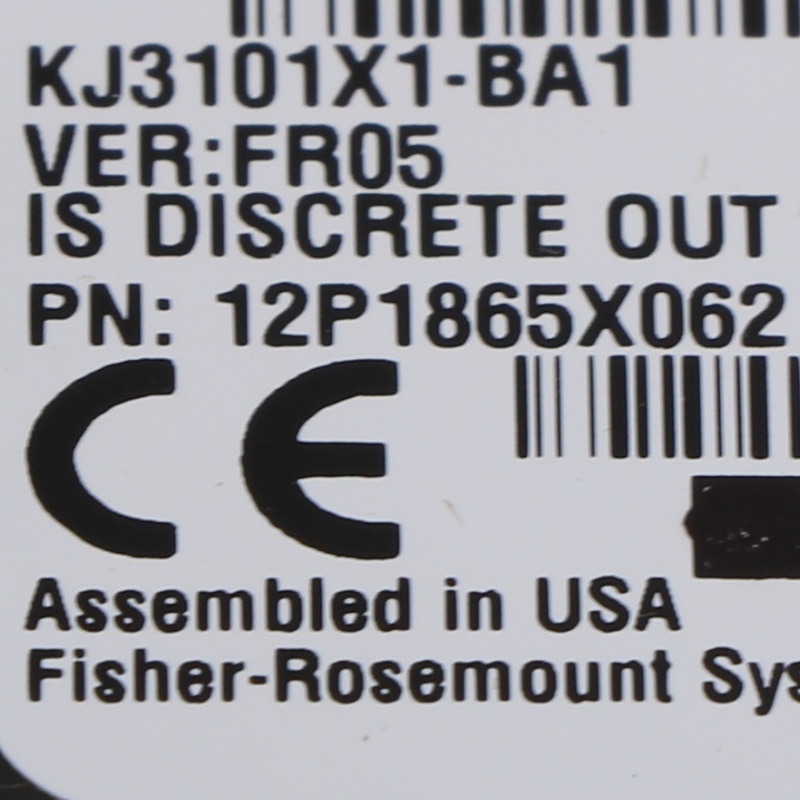 KJ3101X1-BA1
VER:FR05
IS DISCRETE OUT
PN: 12P1865X062
CE
Assembled in USA
Fisher-Rosemount